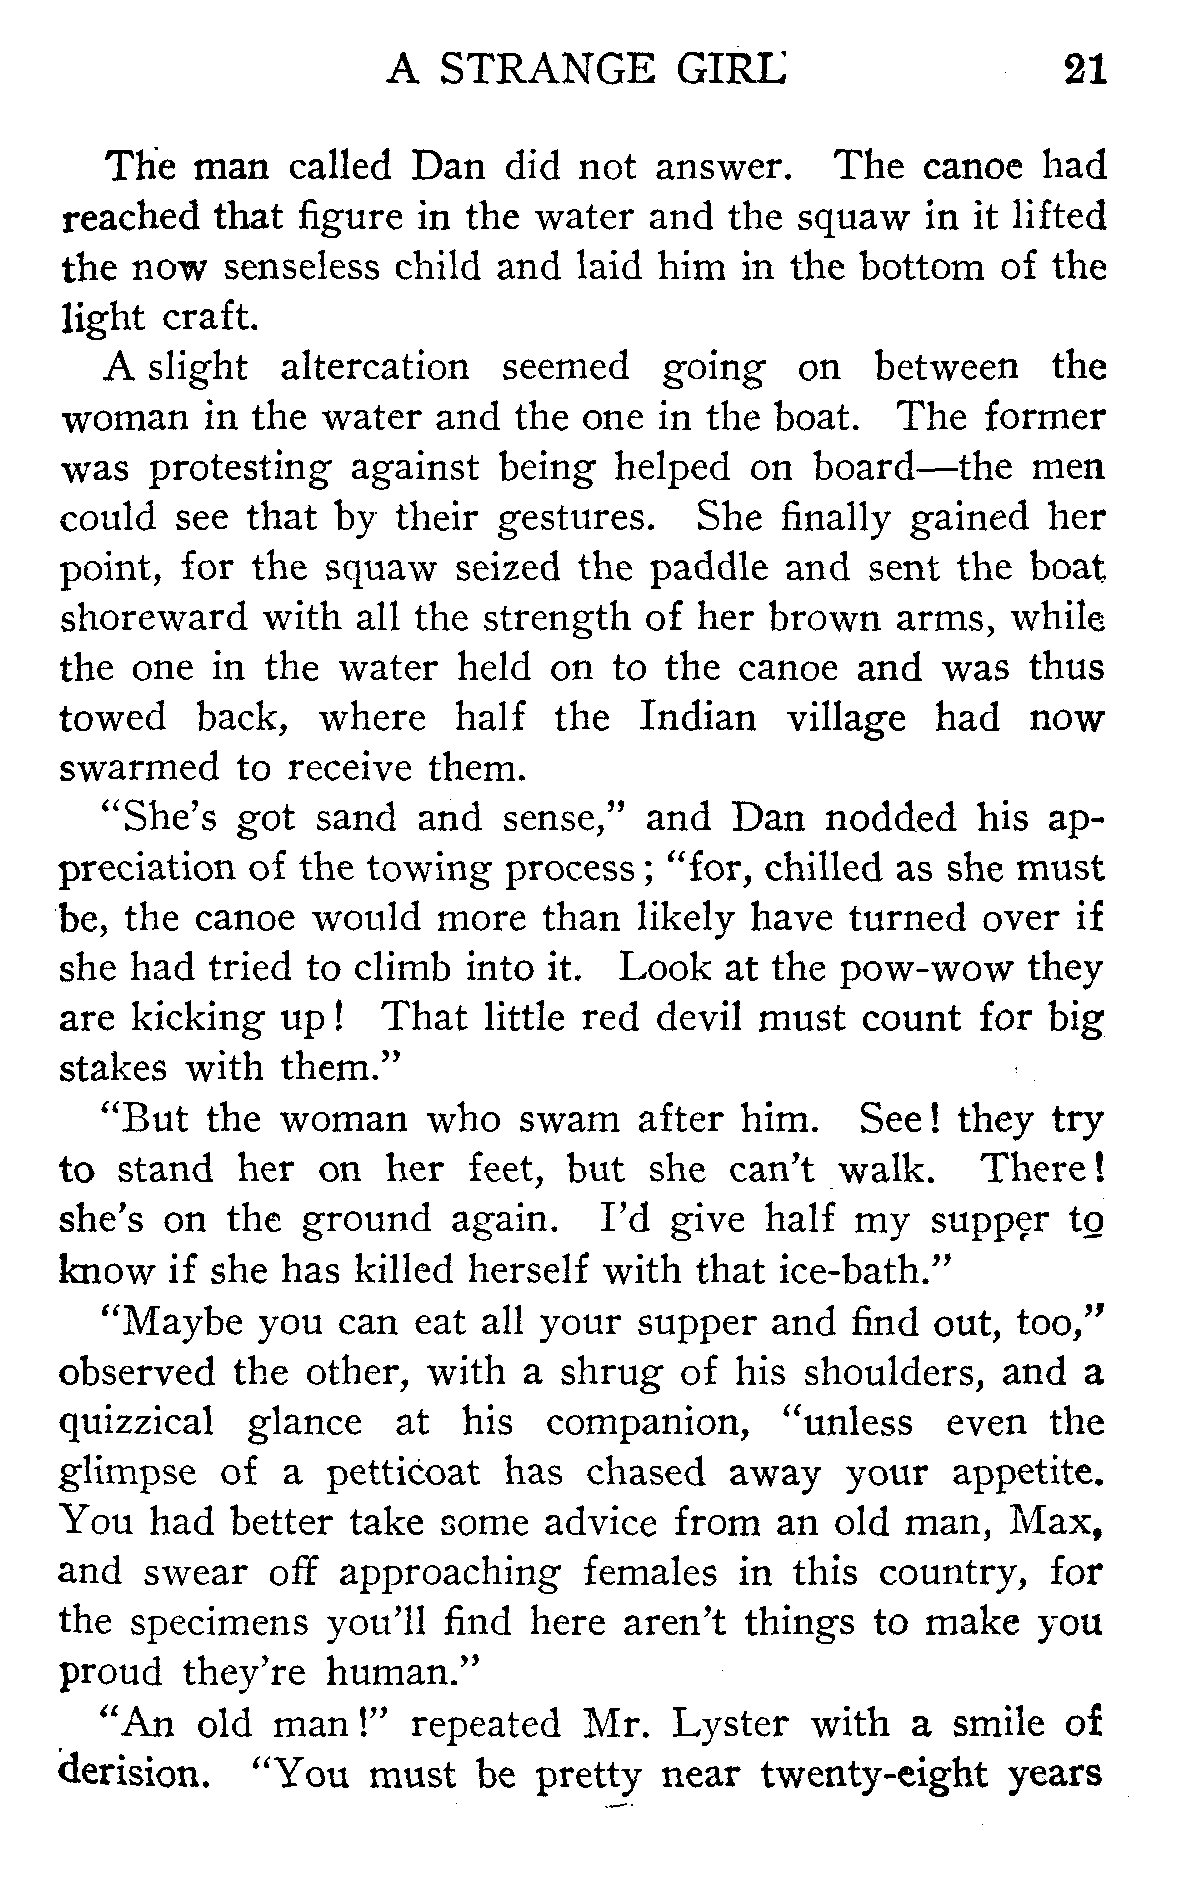 A STRANGE GIRL 21
The man called Dan did not answer. The canoe had
reached that figure in the water and the squaw in it lifted
the now senseless child and laid him in the bottom of the
light craft.
A slight altercation seemed going on between the
woman in the water and the one in the boat. The former
was protesting against being helped on board—the men
could see that by their gestures. She finally gained her
point, for the squaw seized the paddle and sent the boat
shoreward with all the strength of her brown arms, while
the one in the water held on to the canoe and was thus
towed back, where half the Indian village had now
swarmed to receive them.
“She’s got sand and sense,” and Dan nodded his ap-
preciation of the towing process; “for, chilled as she must
be, the canoe would more than likely have turned over if
she had tried to climb into it. Look at the pow-wow they
are kicking up! That little red devil must count for big
stakes with them.”
“But the woman who swam after him. See! they try
to stand her on her feet, but she can’t walk. There!
she’s on the ground again. I’d give half my supper to
know if she has killed herself with that ice-bath.”
“Maybe you can eat all your supper and find out, too,”
observed the other, with a shrug of his shoulders, and a
quizzical glance at his companion, “unless even the
glimpse of a petticoat has chased away your appetite.
You had better take some advice from an old man, Max,
and swear off approaching females in this country, for
the specimens you’ll find here aren’t things to make you
proud they’re human.”
“An old man!” repeated Mr. Lyster with a smile of
derision. “You must be pretty near twenty-eight years